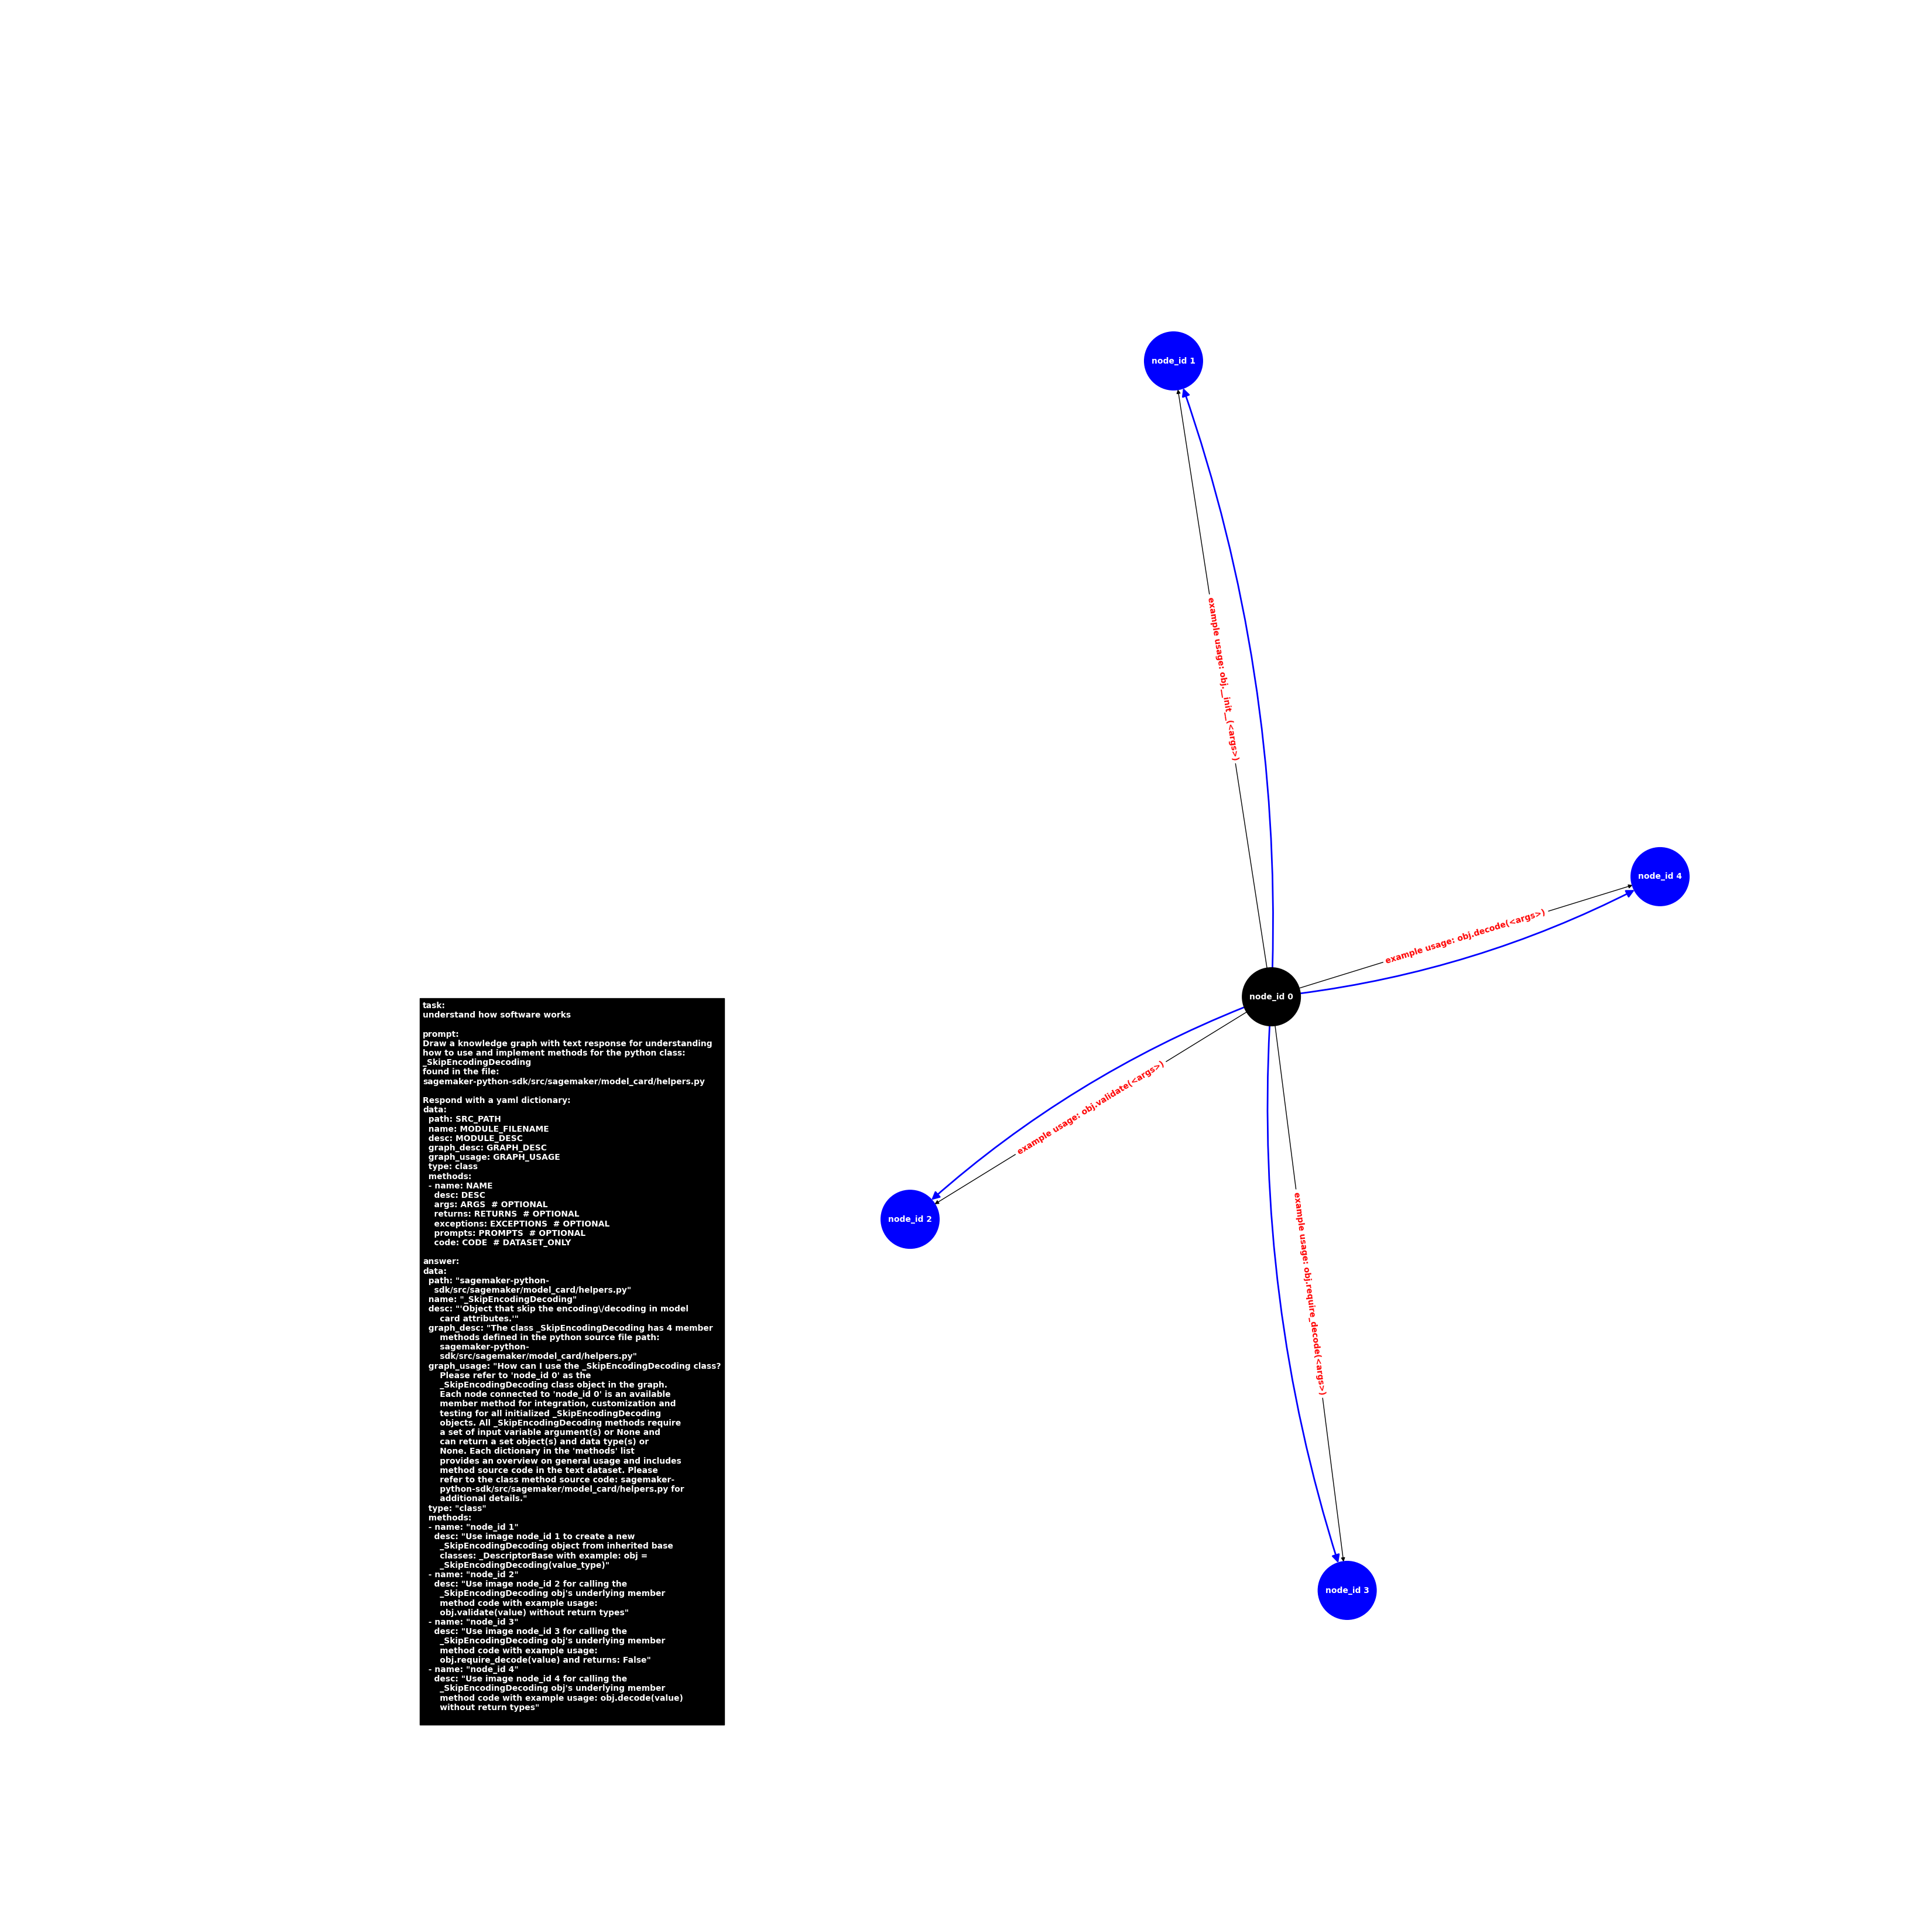 node_id 1
example usage: obj.__init__(<args>)
node_id 4
example usage: obj.decode(<args>)
node_id 0
example usage: obj.validate(<args>)
node_id 2
example usage: obj.require_decode(<args>)
node_id 3
task:
understand how software works

prompt:
Draw a knowledge graph with text response for understanding
how to use and implement methods for the python class:
_SkipEncodingDecoding
found in the file:
sagemaker-python-sdk/src/sagemaker/model_card/helpers.py

Respond with a yaml dictionary:
data:
  path: SRC_PATH
  name: MODULE_FILENAME
  desc: MODULE_DESC
  graph_desc: GRAPH_DESC
  graph_usage: GRAPH_USAGE
  type: class
  methods:
  - name: NAME
    desc: DESC
    args: ARGS  # OPTIONAL
    returns: RETURNS  # OPTIONAL
    exceptions: EXCEPTIONS  # OPTIONAL
    prompts: PROMPTS  # OPTIONAL
    code: CODE  # DATASET_ONLY

answer:
data:
  path: "sagemaker-python-
    sdk/src/sagemaker/model_card/helpers.py"
  name: "_SkipEncodingDecoding"
  desc: "'Object that skip the encoding\/decoding in model
      card attributes.'"
  graph_desc: "The class _SkipEncodingDecoding has 4 member
      methods defined in the python source file path:
      sagemaker-python-
      sdk/src/sagemaker/model_card/helpers.py"
  graph_usage: "How can I use the _SkipEncodingDecoding class?
      Please refer to 'node_id 0' as the
      _SkipEncodingDecoding class object in the graph.
      Each node connected to 'node_id 0' is an available
      member method for integration, customization and
      testing for all initialized _SkipEncodingDecoding
      objects. All _SkipEncodingDecoding methods require
      a set of input variable argument(s) or None and
      can return a set object(s) and data type(s) or
      None. Each dictionary in the 'methods' list
      provides an overview on general usage and includes
      method source code in the text dataset. Please
      refer to the class method source code: sagemaker-
      python-sdk/src/sagemaker/model_card/helpers.py for
      additional details."
  type: "class"
  methods:
  - name: "node_id 1"
    desc: "Use image node_id 1 to create a new
      _SkipEncodingDecoding object from inherited base
      classes: _DescriptorBase with example: obj =
      _SkipEncodingDecoding(value_type)"
  - name: "node_id 2"
    desc: "Use image node_id 2 for calling the
      _SkipEncodingDecoding obj's underlying member
      method code with example usage:
      obj.validate(value) without return types"
  - name: "node_id 3"
    desc: "Use image node_id 3 for calling the
      _SkipEncodingDecoding obj's underlying member
      method code with example usage:
      obj.require_decode(value) and returns: False"
  - name: "node_id 4"
    desc: "Use image node_id 4 for calling the
      _SkipEncodingDecoding obj's underlying member
      method code with example usage: obj.decode(value)
      without return types"